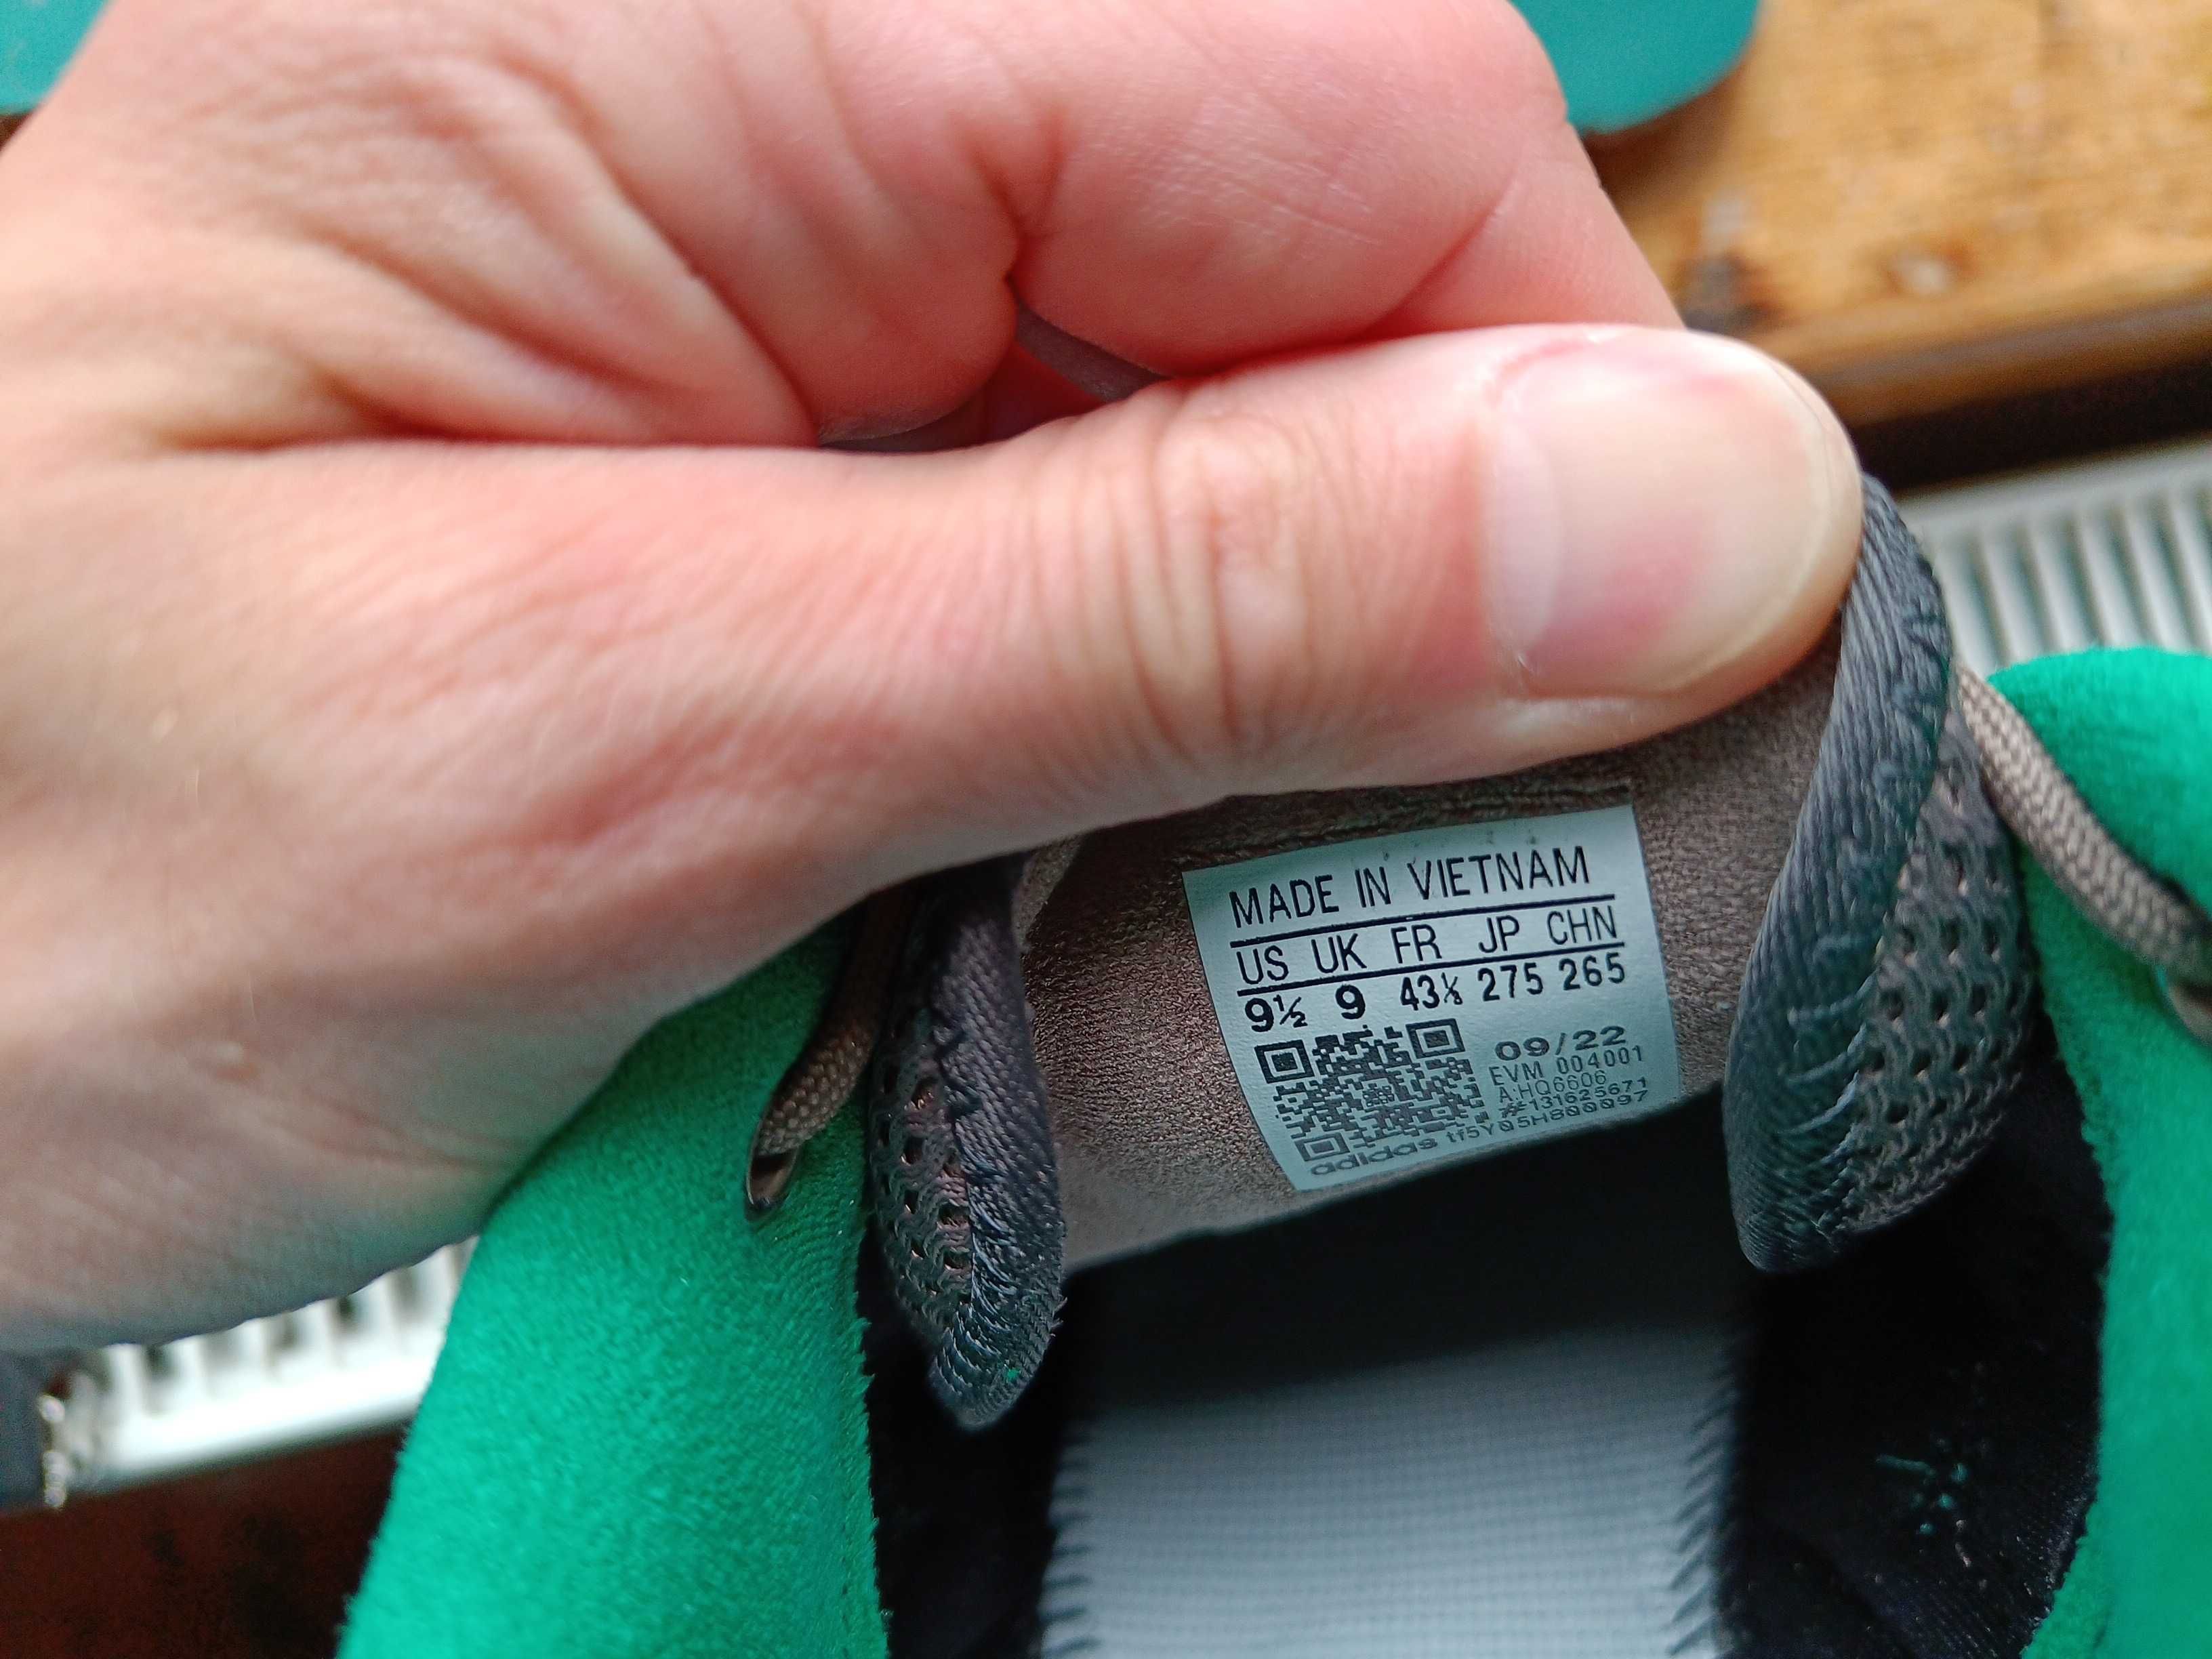 MADE IN VIETNAM
US UK FR JP CHN
9½ 9 43⅓ 275 265
09/22
EVM 004001
A:HQ6606
#131625671
adidas tf5Y05H800097